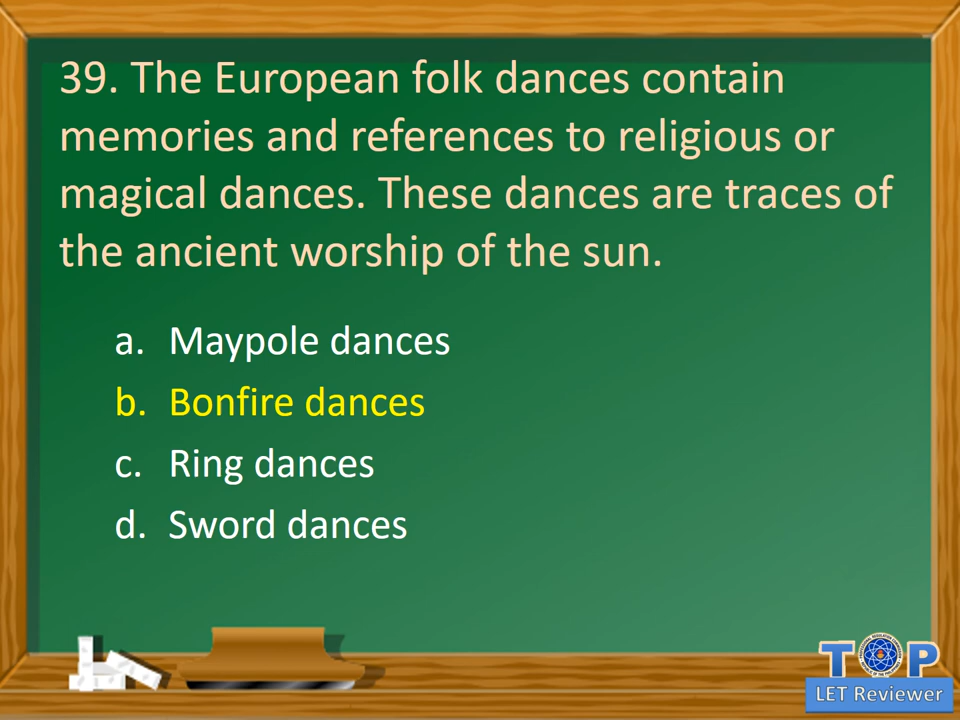 39. The European folk dances contain
memories and references to religious or
magical dances. These dances are traces of
the ancient worship of the sun.
a. Maypole dances
b. Bonfire dances
c. Ring dances
d. Sword dances
TOP
LET Reviewer